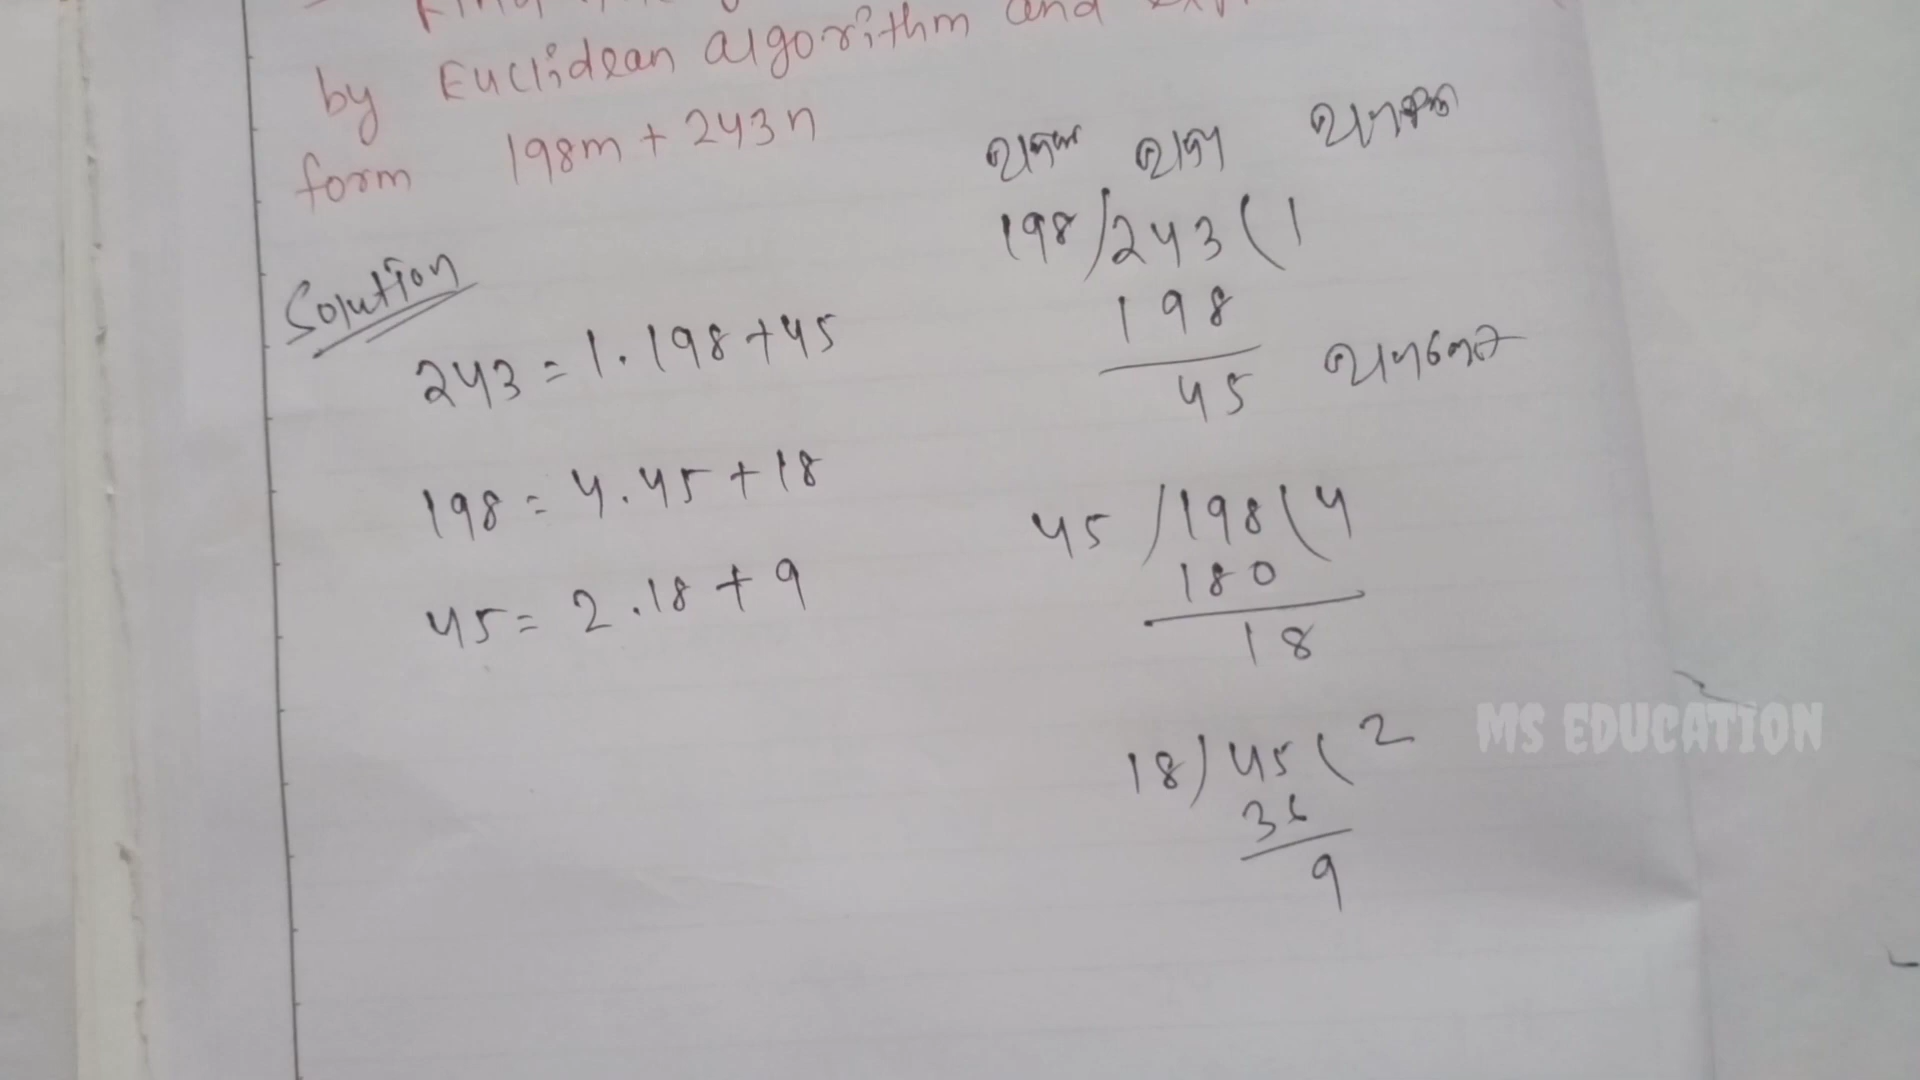 by Euclidean algorithm and
form 198m + 243n
Solution
243 = 1.198+45
198 = 4.45+18
45 = 2.18 + 9
198)243(1
198
45
45)198(4
180
18
18)45(2
36
9
MS EDUCATION